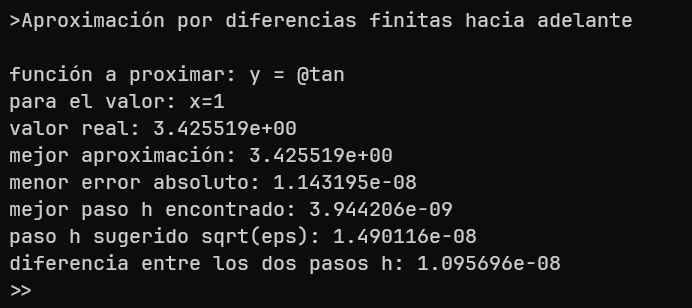 >Aproximación por diferencias finitas hacia adelante
función a proximar: y = @tan
para el valor: x=1
valor real: 3.425519e+00
mejor aproximación: 3.425519e+00
menor error absoluto: 1.143195e-08
mejor paso h encontrado: 3.944206e-09
paso h sugerido sqrt(eps): 1.490116e-08
diferencia entre los dos pasos h: 1.095696e-08
>>